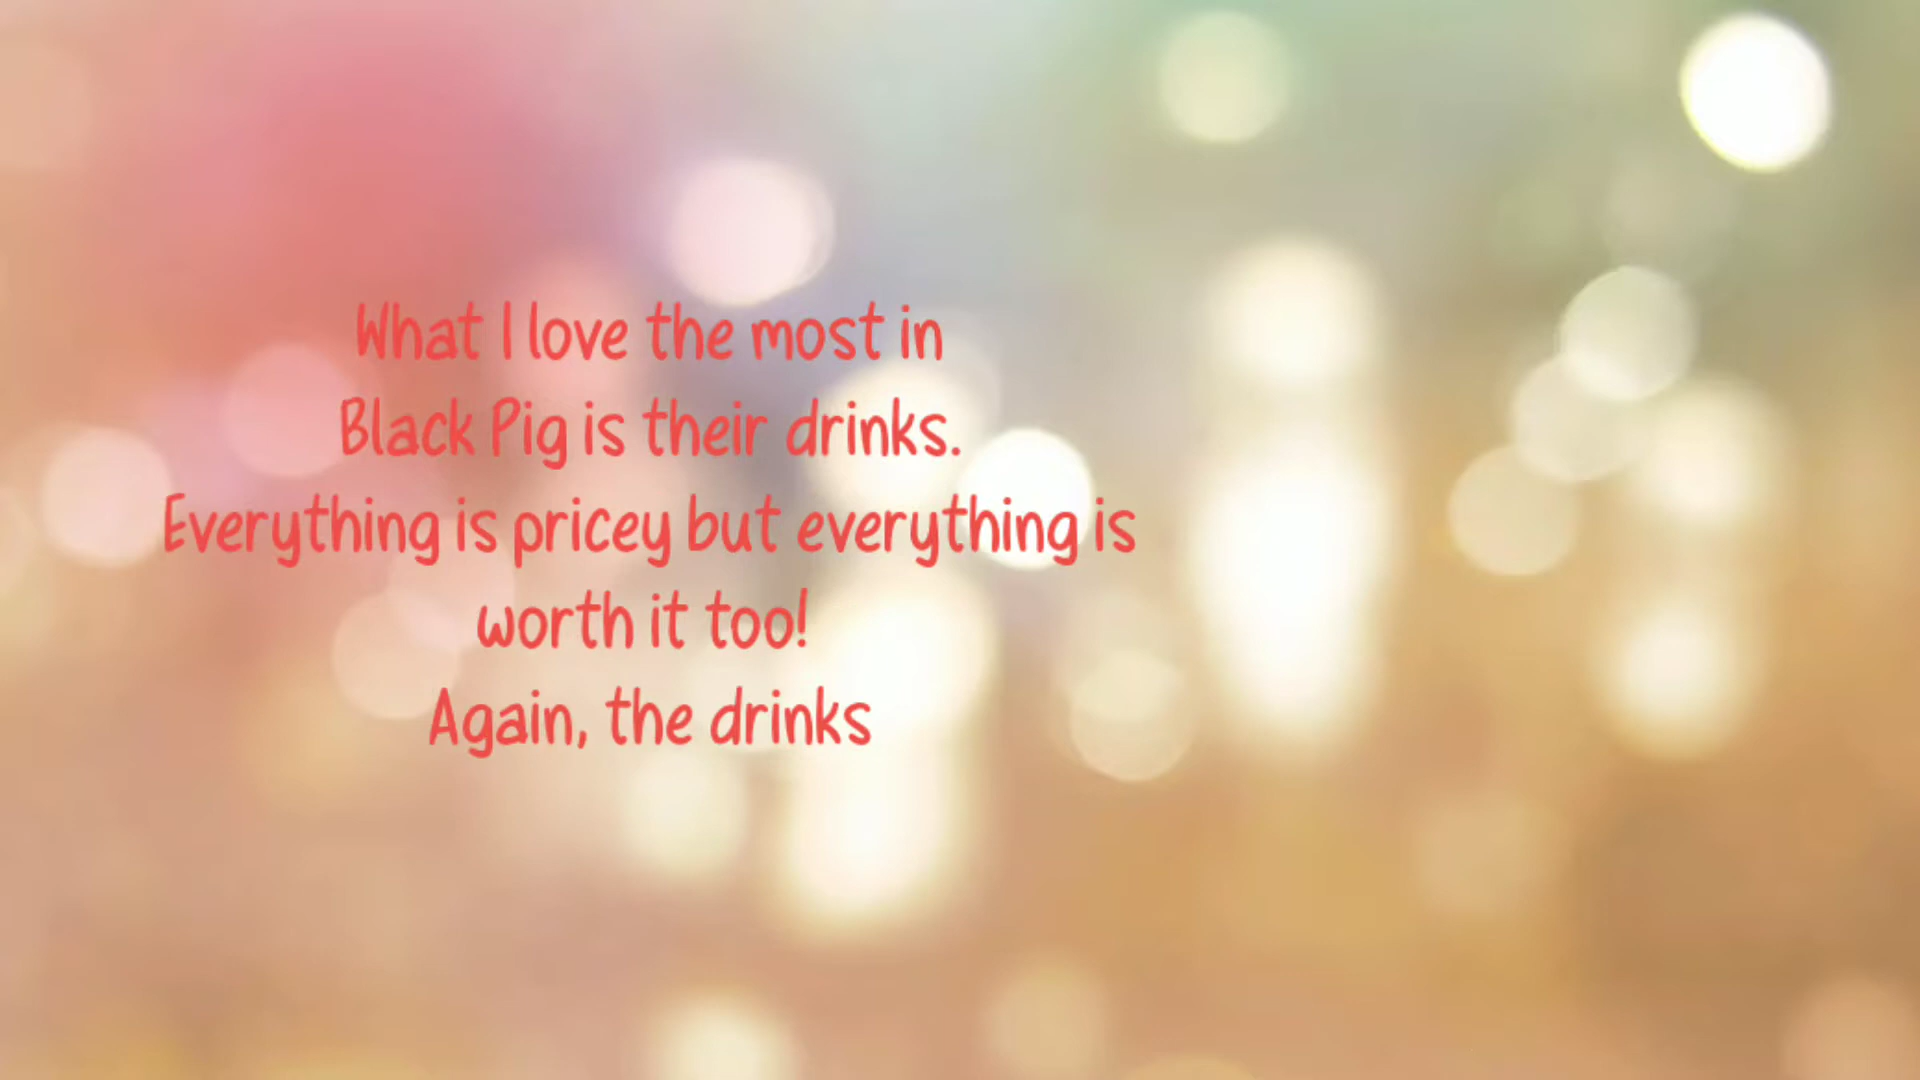 What I love the most in
Black Pig is their drinks.
Everything is pricey but everything is
worth it too!
Again, the drinks